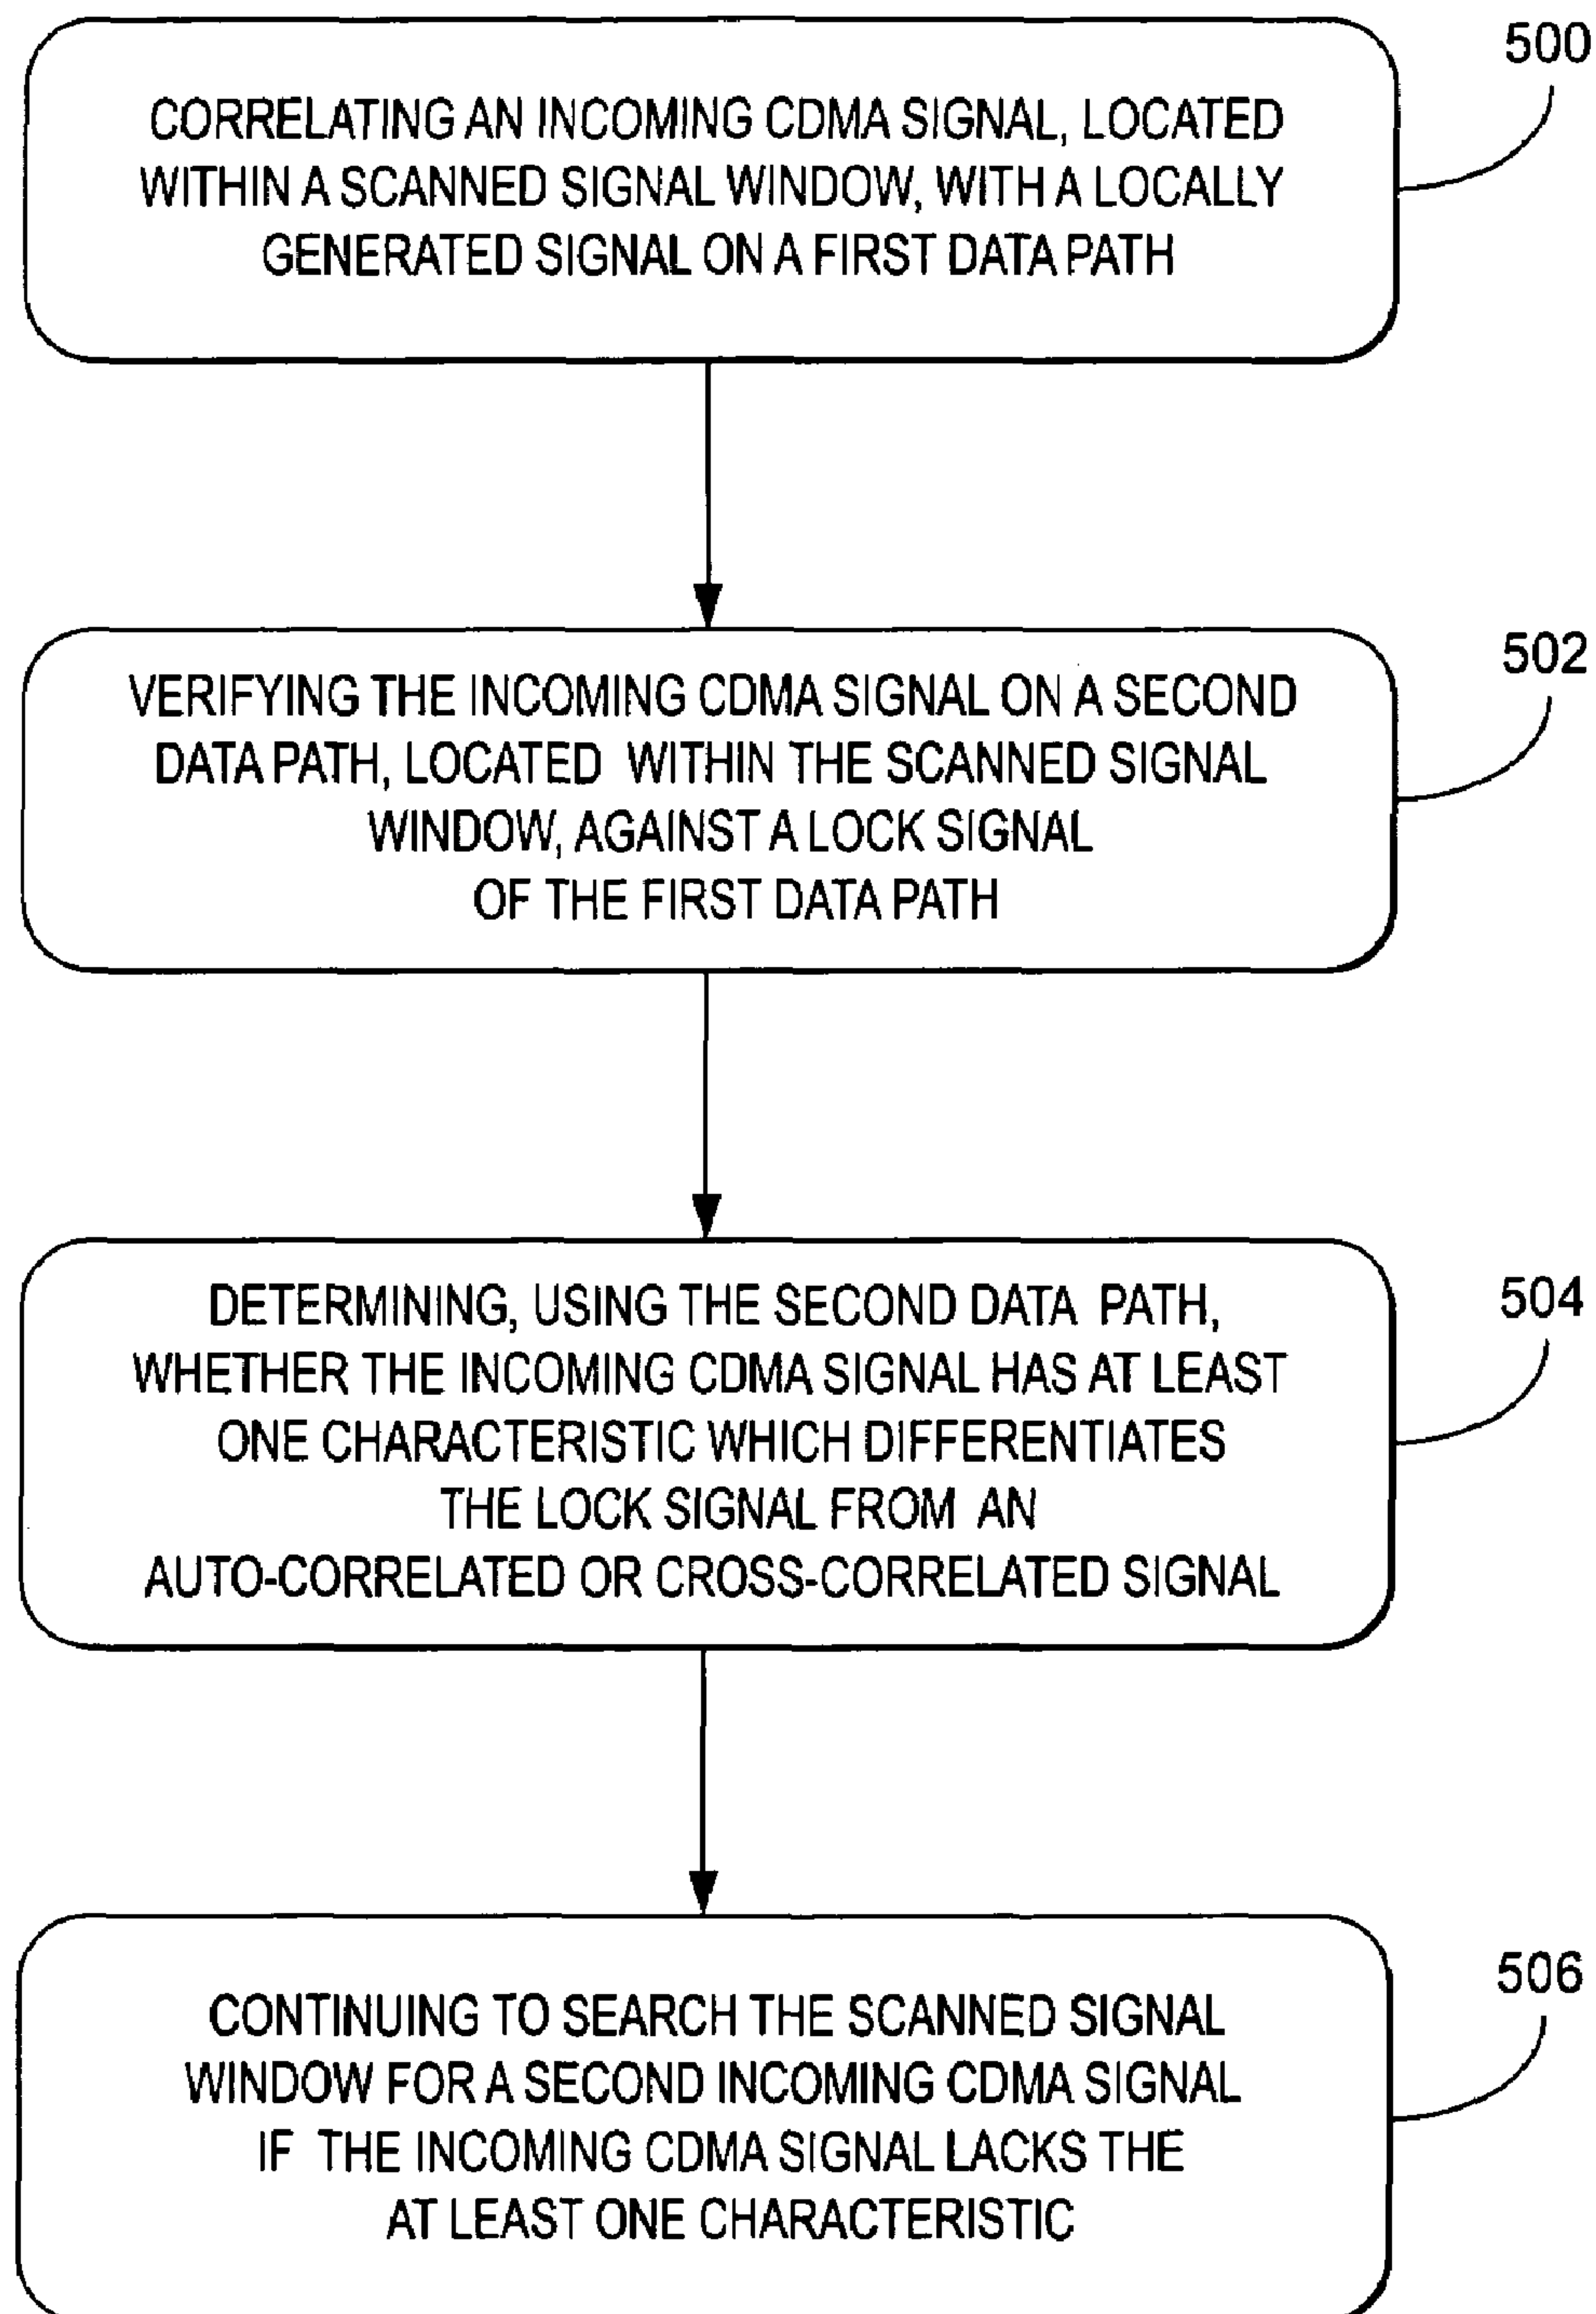 500
CORRELATING AN INCOMING CDMA SIGNAL, LOCATED
WITHIN A SCANNED SIGNAL WINDOW, WITH A LOCALLY
GENERATED SIGNAL ON A FIRST DATA PATH
502
VERIFYING THE INCOMING CDMA SIGNAL ON A SECOND
DATA PATH, LOCATED WITHIN THE SCANNED SIGNAL
WINDOW, AGAINST A LOCK SIGNAL
OF THE FIRST DATA PATH
504
DETERMINING, USING THE SECOND DATA PATH,
WHETHER THE INCOMING CDMA SIGNAL HAS AT LEAST
ONE CHARACTERISTIC WHICH DIFFERENTIATES
THE LOCK SIGNAL FROM AN
AUTO-CORRELATED OR CROSS-CORRELATED SIGNAL
506
CONTINUING TO SEARCH THE SCANNED SIGNAL
WINDOW FOR A SECOND INCOMING CDMA SIGNAL
IF THE INCOMING CDMA SIGNAL LACKS THE
AT LEAST ONE CHARACTERISTIC